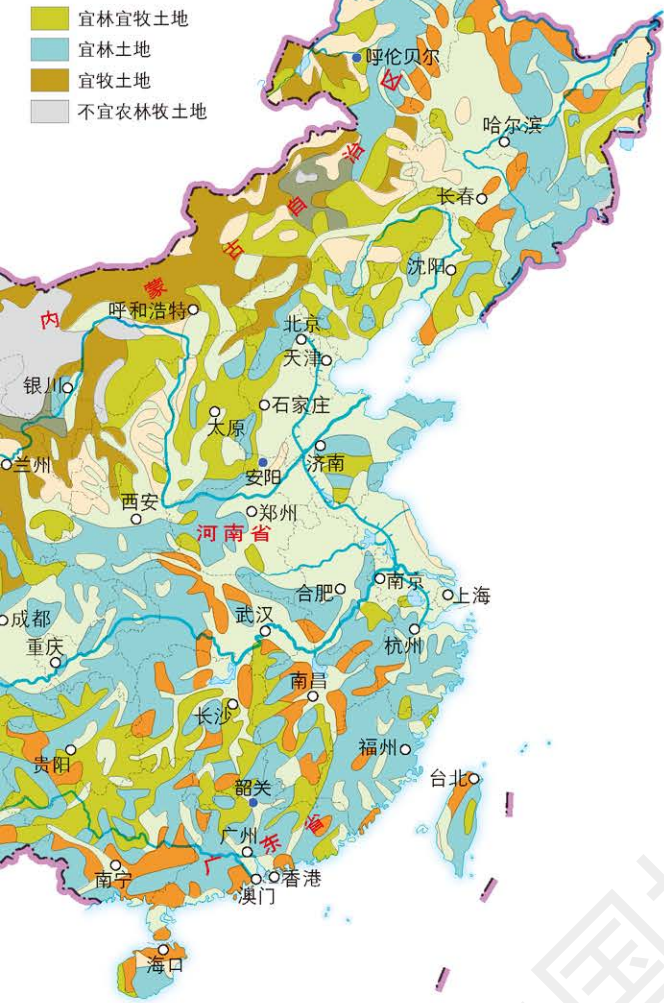 宜林宜牧土地
宜林土地
宜牧土地
不宜农林牧土地
呼伦贝尔
哈尔滨
长春
沈阳
内蒙古自治区
呼和浩特
北京
天津
银川
石家庄
太原
兰州
济南
安阳
西安
郑州
河南省
合肥
南京
上海
成都
武汉
杭州
重庆
南昌
长沙
福州
贵阳
台北
韶关
广州
广东省
南宁
香港
澳门
海口
国